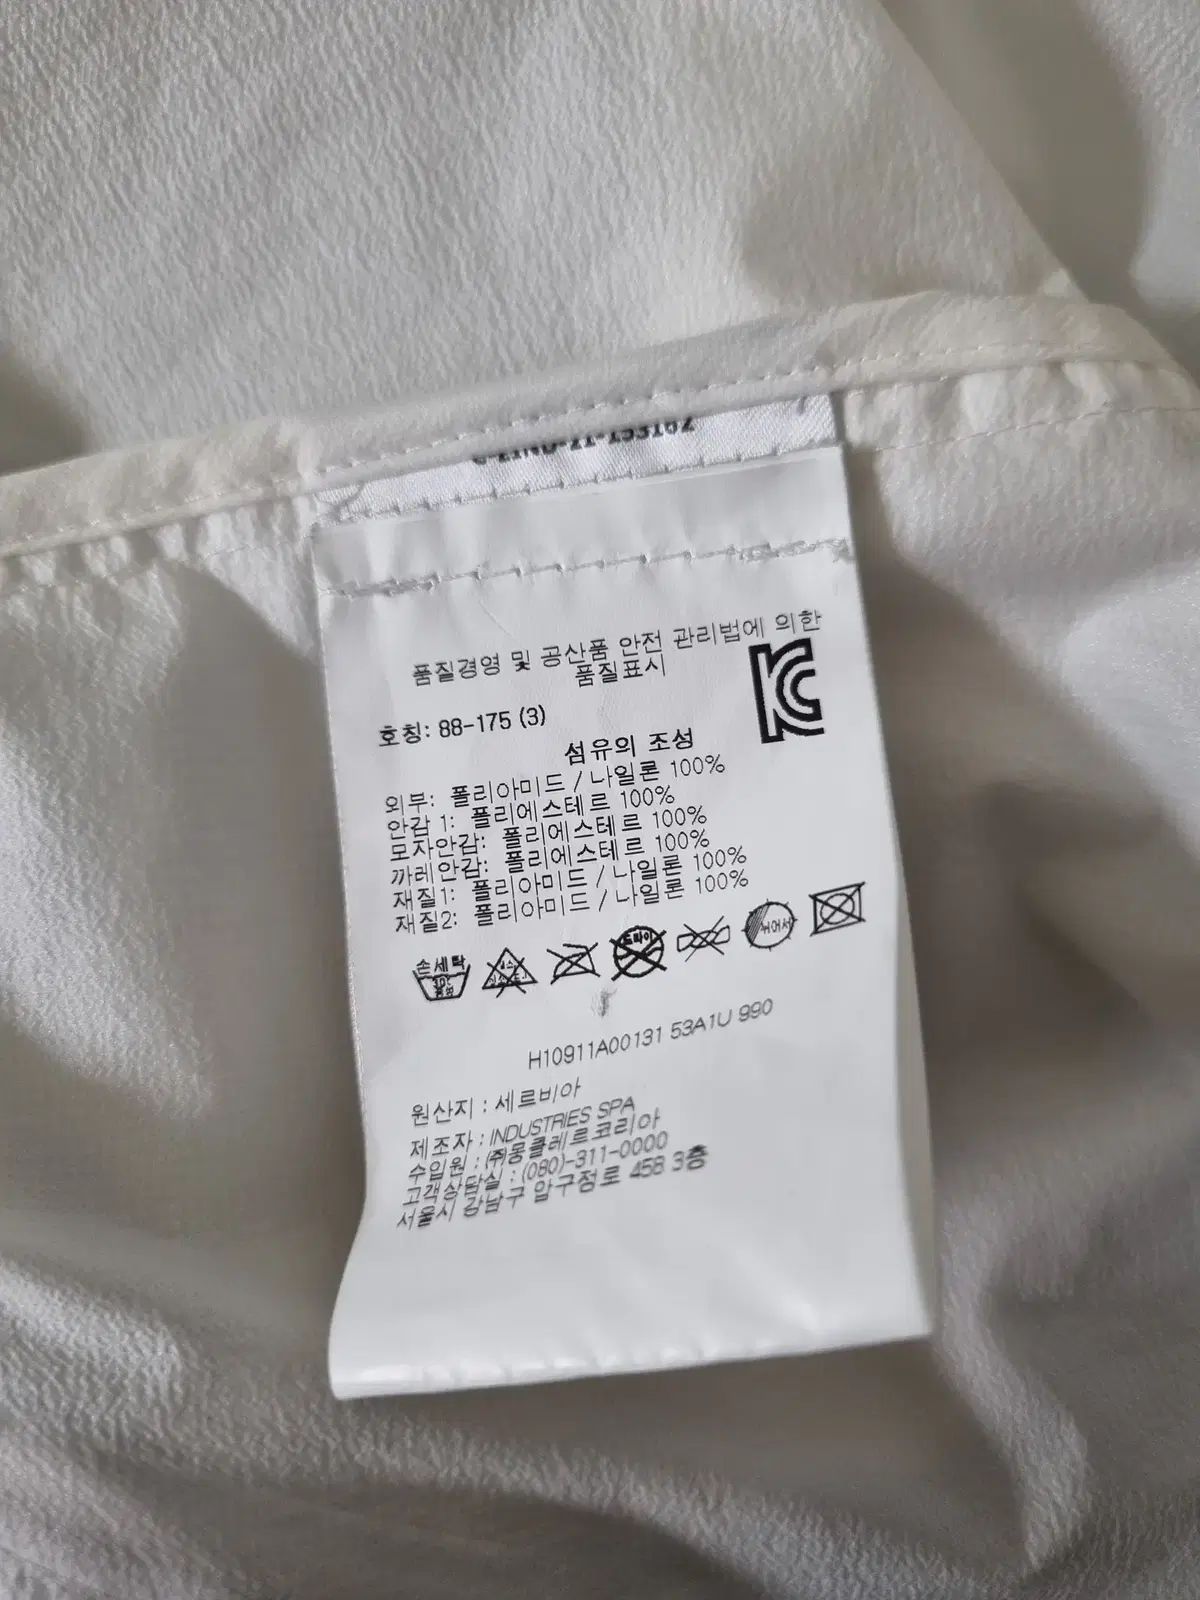 품질경영 및 공산품 안전 관리법에 의한
품질표시
호칭: 88-175 (3)
섬유의 조성
외부: 폴리아미드 / 나일론 100%
안감 1: 폴리에스테르 100%
모자안감: 폴리에스테르 100%
까레안감: 폴리에스테르 100%
재질1: 폴리아미드 / 나일론 100%
재질2: 폴리아미드 / 나일론 100%
손세탁
드라이
뉘어서
H10911A00131 53A1U 990
원산지 : 세르비아
제조자 : INDUSTRIES SPA
수입원 : (주)몽클레르코리아
고객상담실 : (080)-311-0000
서울시 강남구 압구정로 458 3층